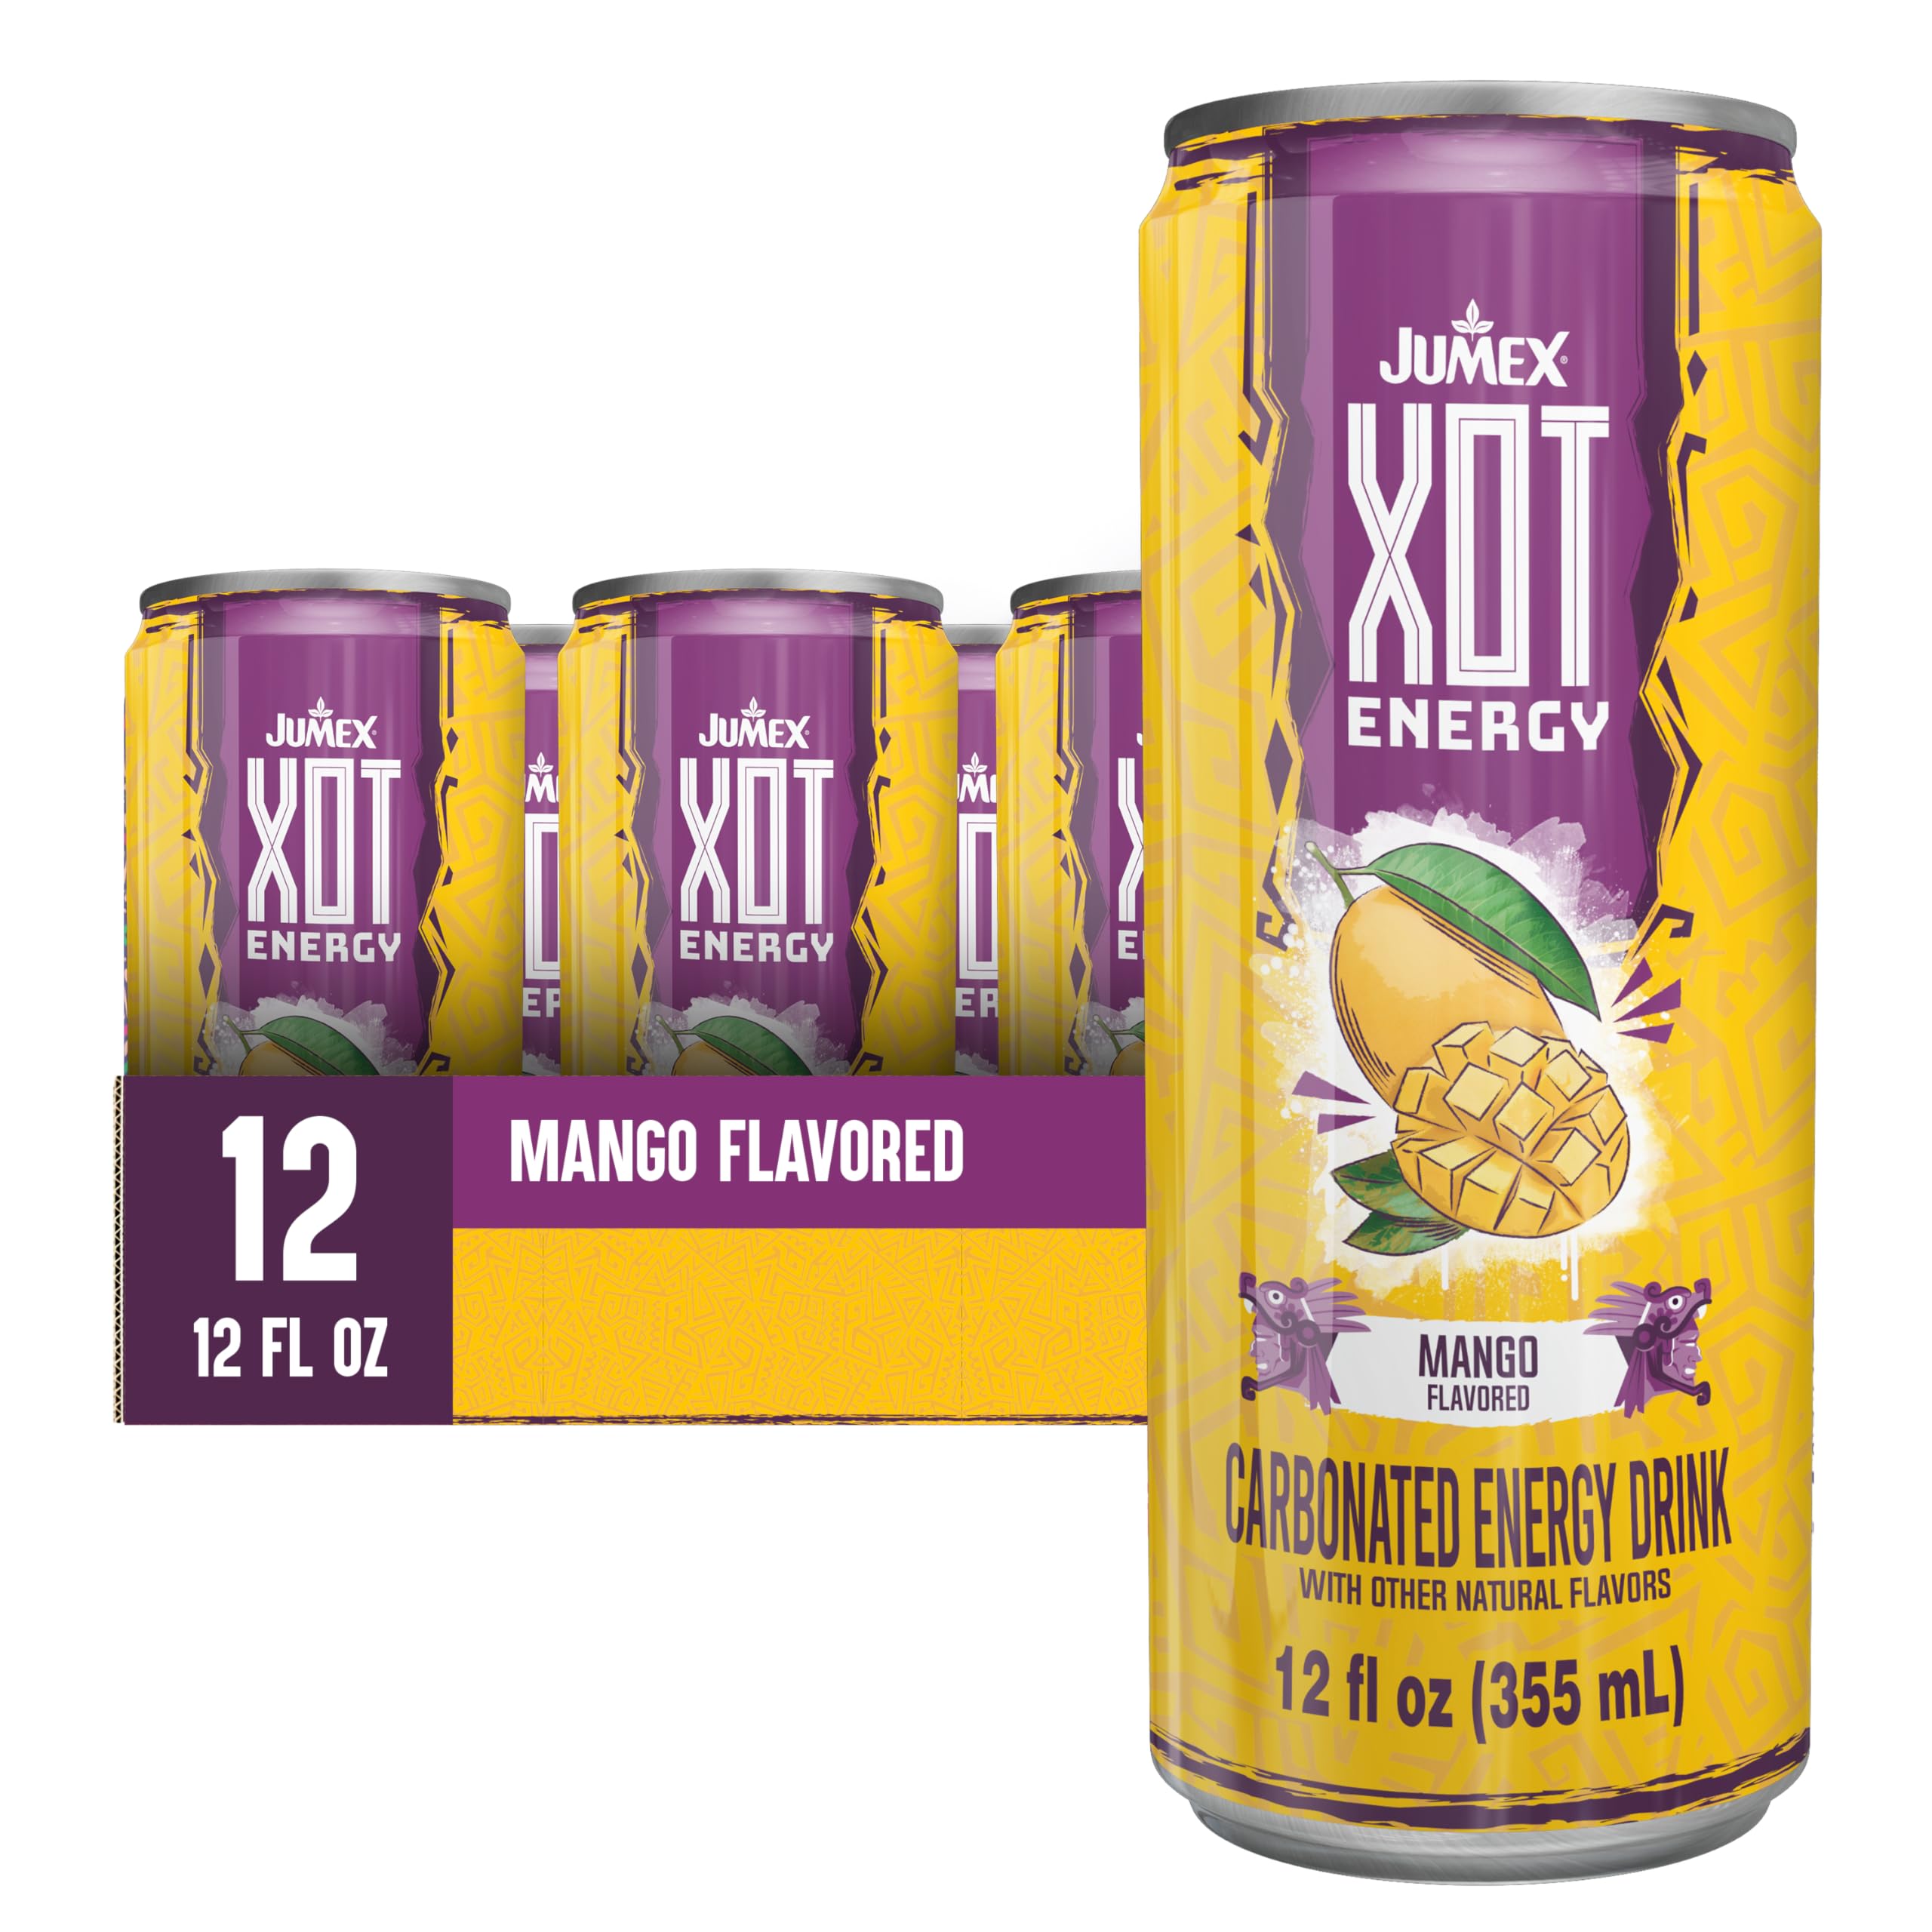 JUMEX®
XOT
ENERGY
MANGO
FLAVORED
CARBONATED ENERGY DRINK
WITH OTHER NATURAL FLAVORS
12 fl oz (355 mL)
JUMEX®
XOT
ENERGY
JUMEX®
XOT
ENERGY
12
12 FL OZ
MANGO FLAVORED